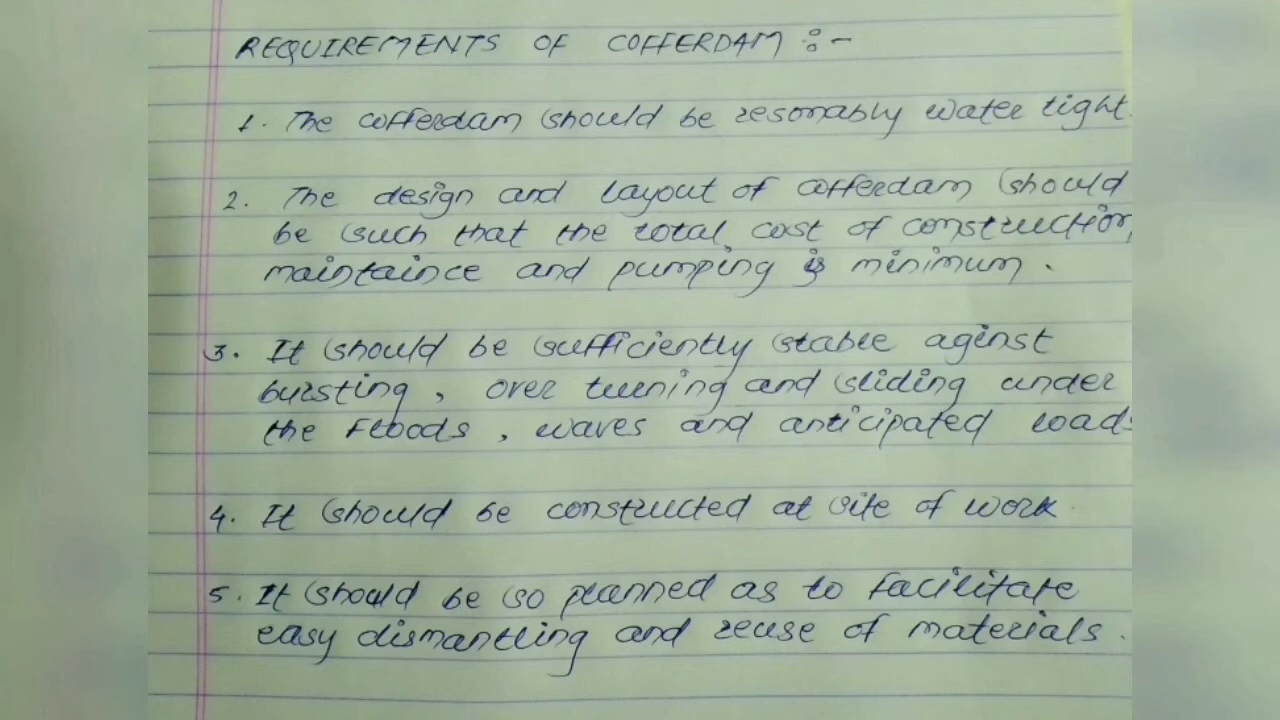 REQUIREMENTS OF COFFERDAM :-
1. The cofferdam should be resonably water tight.
2. The design and layout of cofferdam should
be such that the total cost of construction,
maintaince and pumping is minimum.
3. It should be sufficiently stable aginst
bursting, over turning and sliding under
the floods, waves and anticipated loads
4. It should be constructed at site of work
5. It should be so planned as to facilitate
easy dismantling and reuse of materials.